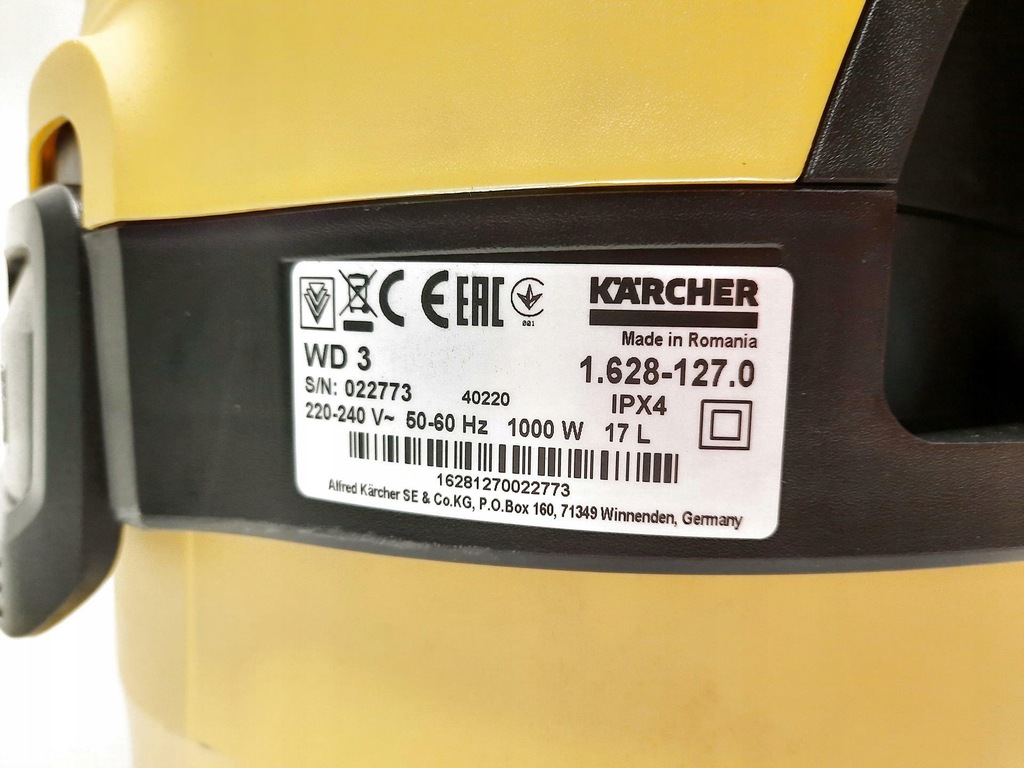 CE EAC
001
KÄRCHER
Made in Romania
WD 3
1.628-127.0
S/N: 022773
40220
IPX4
220-240 V~ 50-60 Hz 1000 W 17 L
16281270022773
Alfred Kärcher SE & Co.KG, P.O.Box 160, 71349 Winnenden, Germany